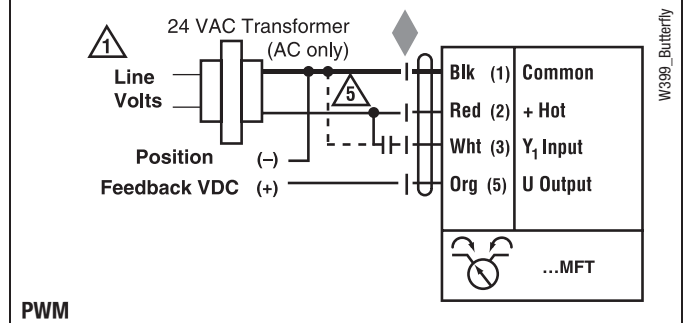 24 VAC Transformer
(AC only)
1
Line
Volts
5
Position (–)
Feedback VDC (+)
Blk (1) Common
Red (2) + Hot
Wht (3) Y₁ Input
Org (5) U Output
...MFT
W399_Butterfly
PWM